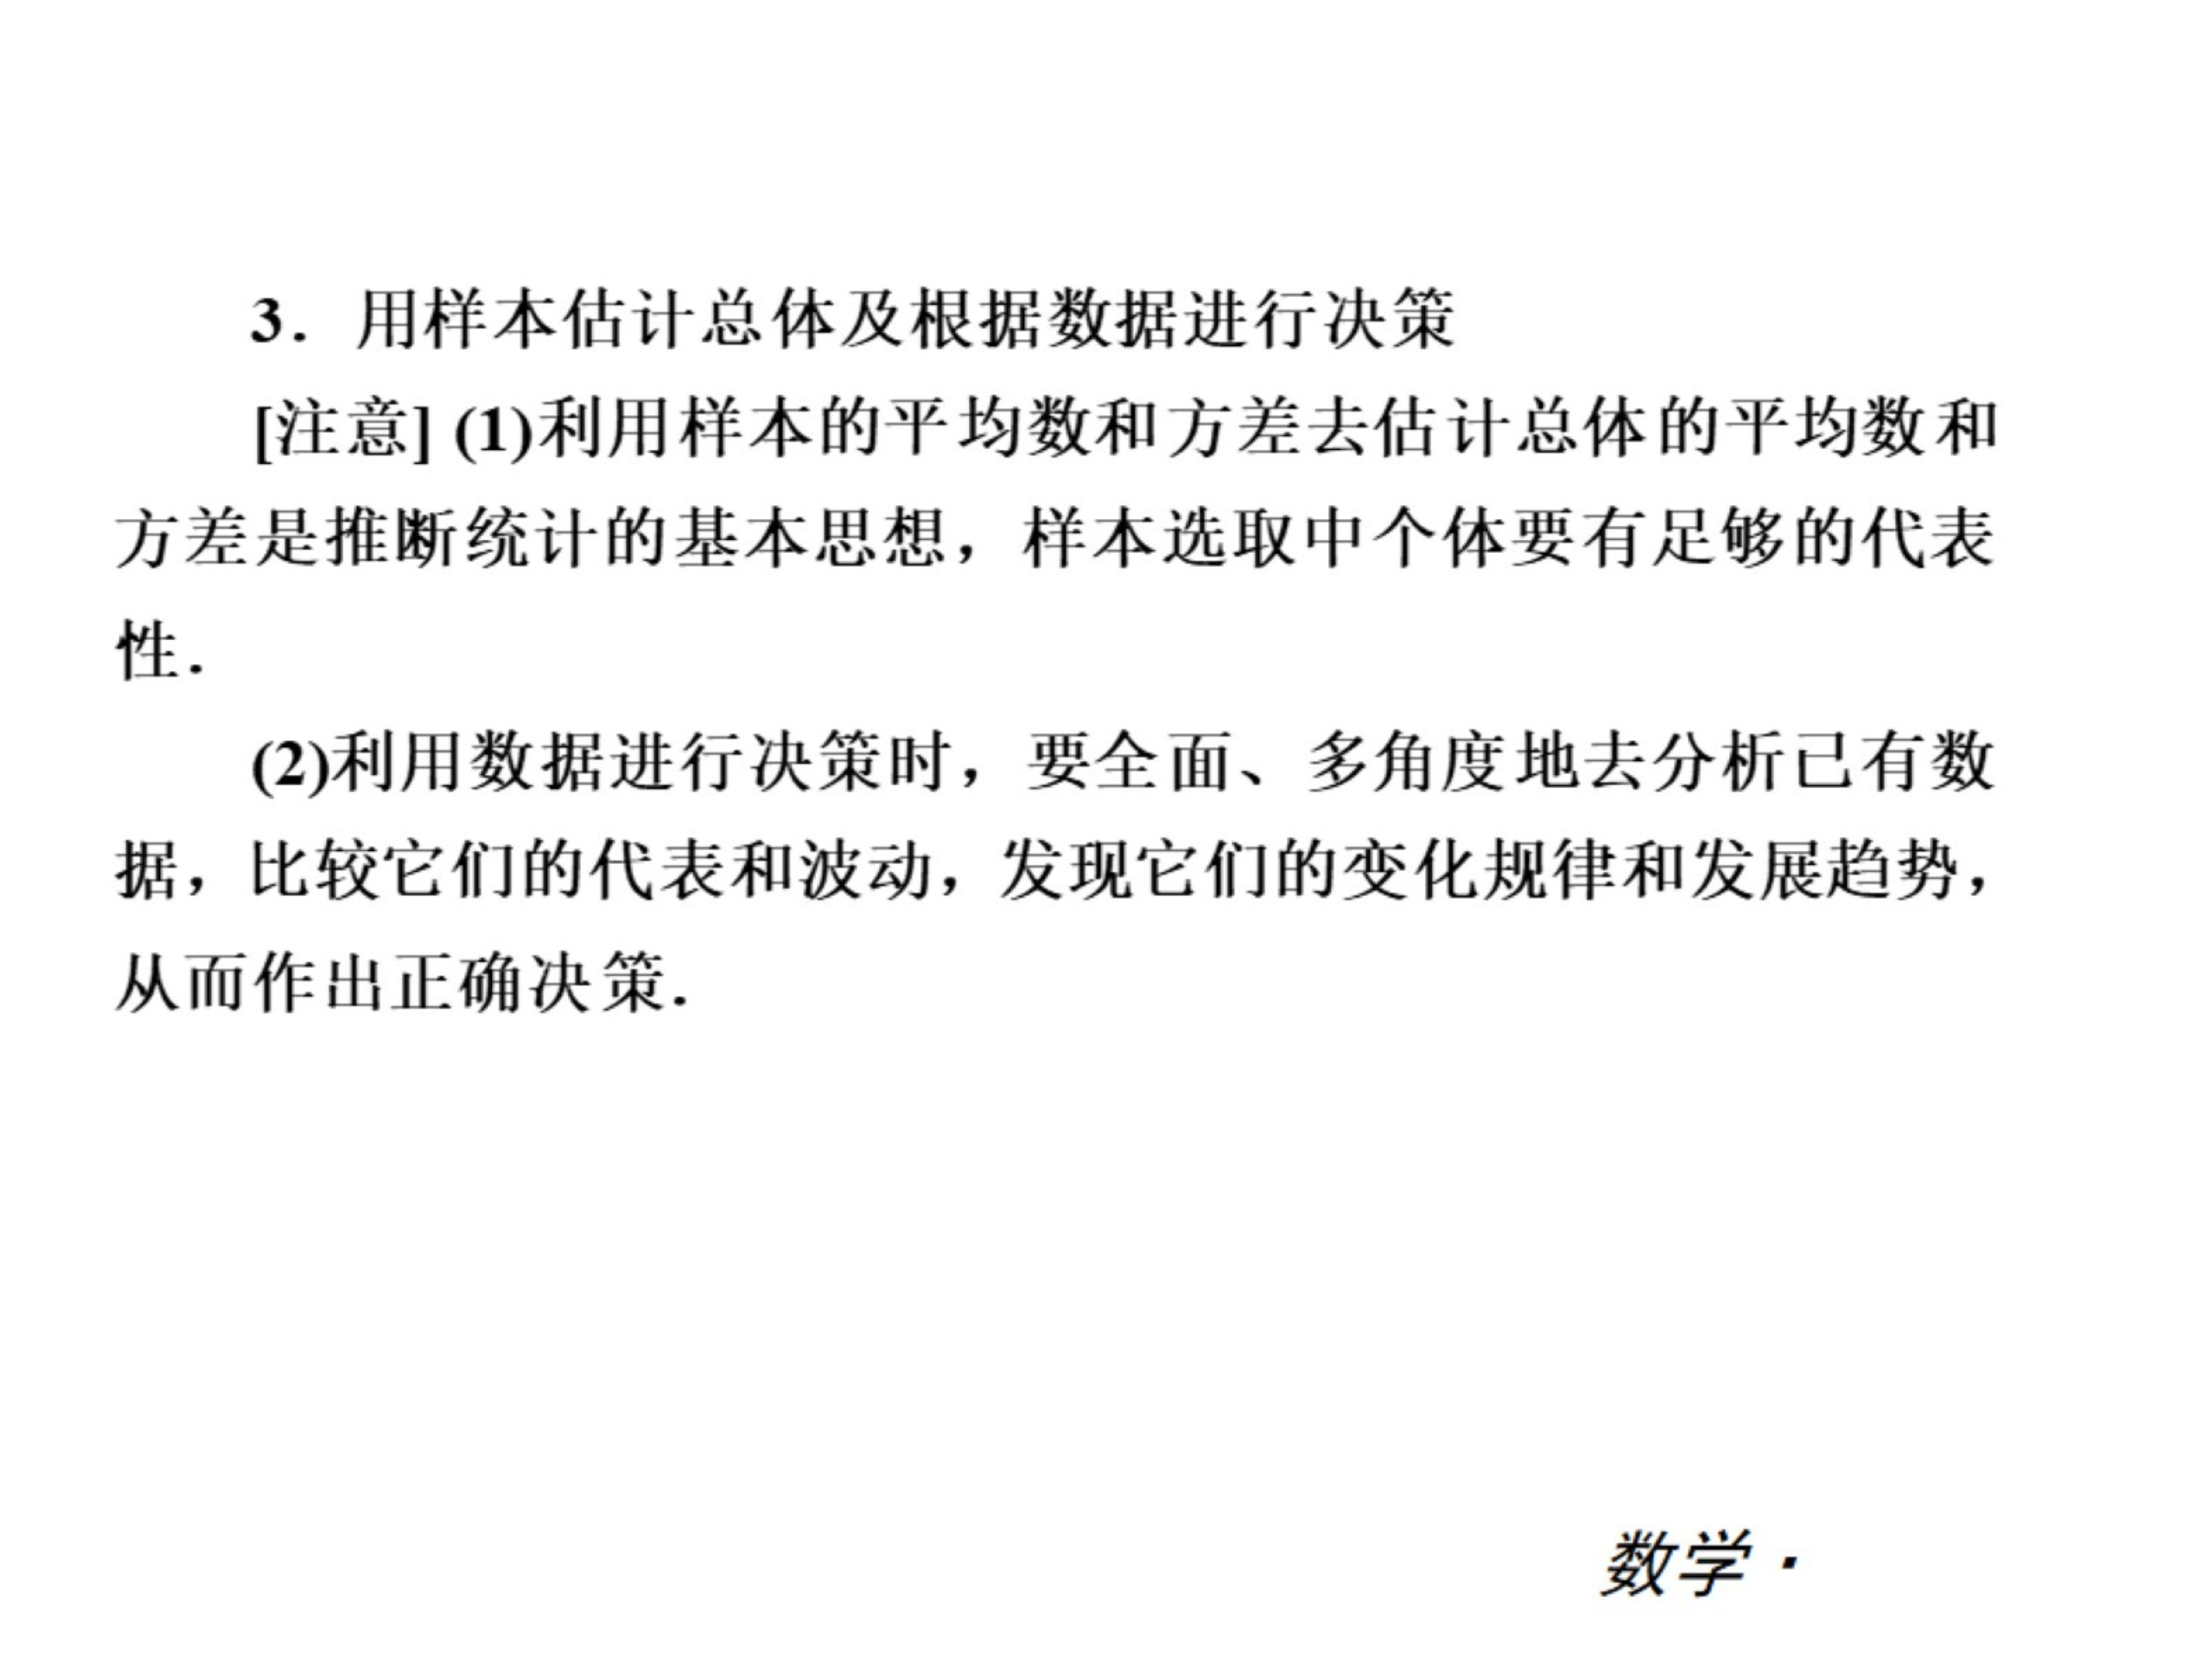 3．用样本估计总体及根据数据进行决策
[注意] (1)利用样本的平均数和方差去估计总体的平均数和
方差是推断统计的基本思想，样本选取中个体要有足够的代表
性．
(2)利用数据进行决策时，要全面、多角度地去分析已有数
据，比较它们的代表和波动，发现它们的变化规律和发展趋势，
从而作出正确决策．
数学·